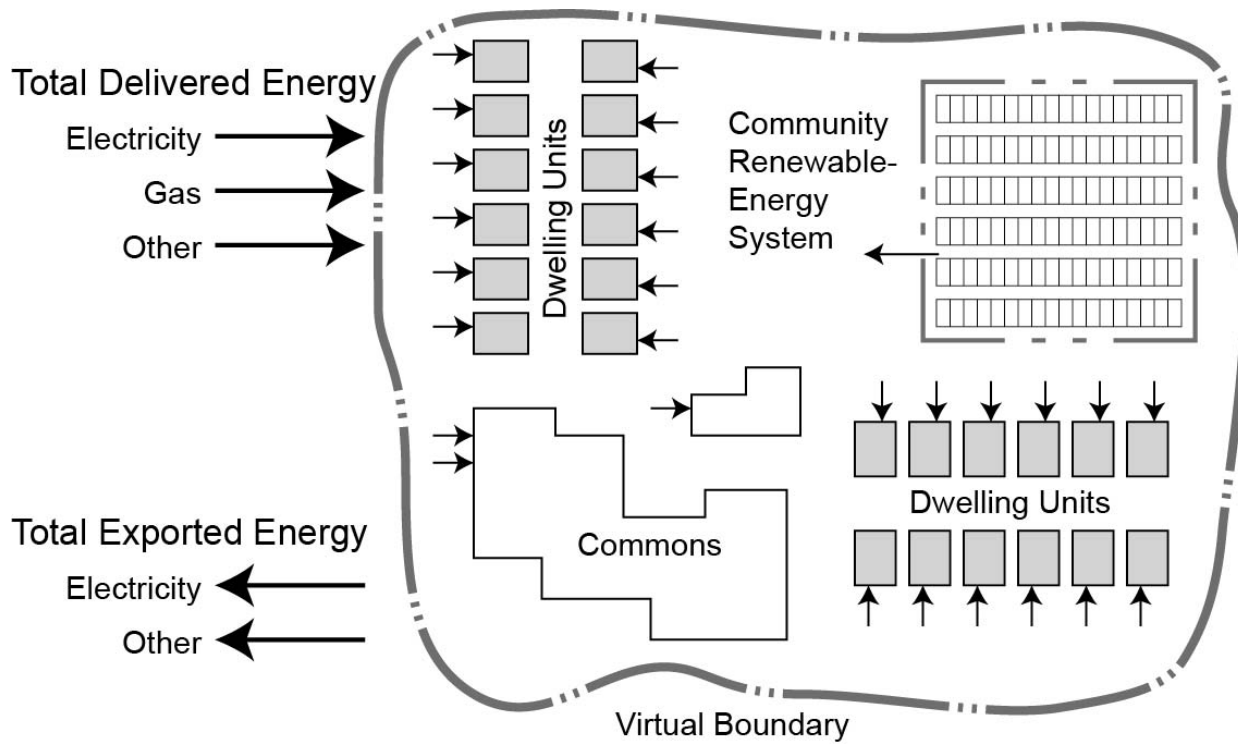 Total Delivered Energy
Electricity
Gas
Other
Dwelling Units
Community
Renewable-
Energy
System
Total Exported Energy
Electricity
Other
Commons
Dwelling Units
Virtual Boundary